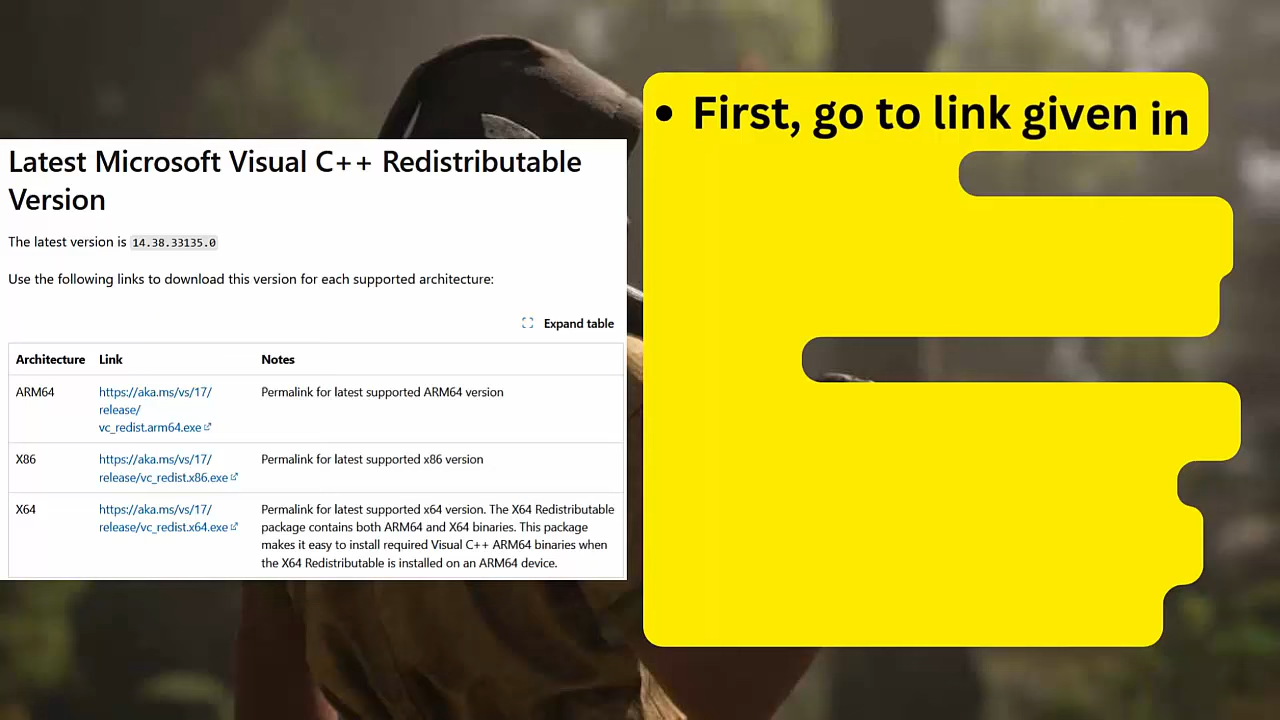 Latest Microsoft Visual C++ Redistributable
Version
The latest version is 14.38.33135.0
Use the following links to download this version for each supported architecture:
Expand table
Architecture Link Notes
ARM64 https://aka.ms/vs/17/ Permalink for latest supported ARM64 version
release/
vc_redist.arm64.exe
X86 https://aka.ms/vs/17/ Permalink for latest supported x86 version
release/vc_redist.x86.exe
X64 https://aka.ms/vs/17/ Permalink for latest supported x64 version. The X64 Redistributable
release/vc_redist.x64.exe package contains both ARM64 and X64 binaries. This package
makes it easy to install required Visual C++ ARM64 binaries when
the X64 Redistributable is installed on an ARM64 device.
• First, go to link given in